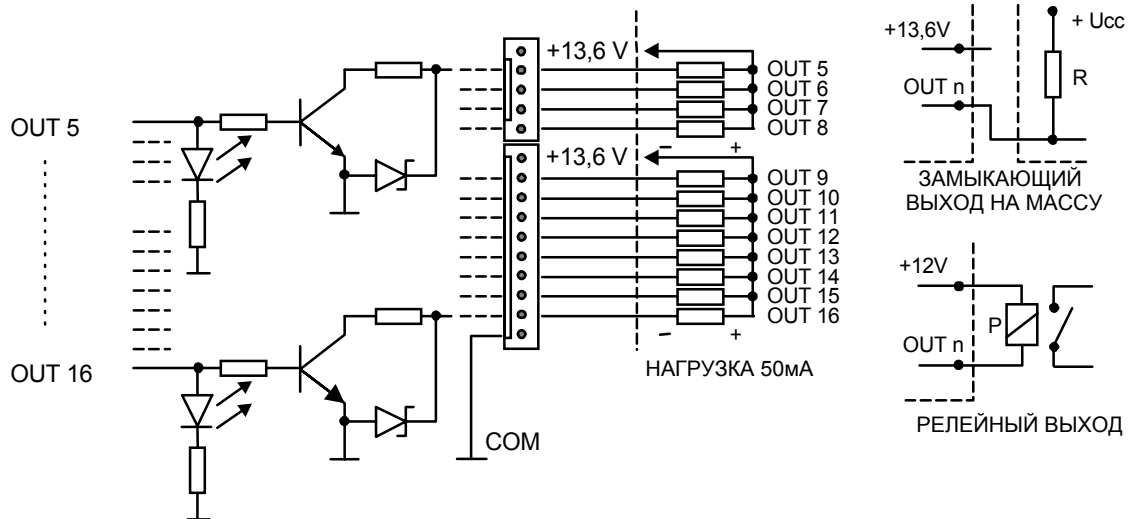 OUT 5
OUT 16
+13,6 V
OUT 5
OUT 6
OUT 7
OUT 8
– +
+13,6 V
OUT 9
OUT 10
OUT 11
OUT 12
OUT 13
OUT 14
OUT 15
OUT 16
– +
НАГРУЗКА 50мА
COM
+13,6V
OUT n
+ Ucc
R
ЗАМЫКАЮЩИЙ
ВЫХОД НА МАССУ
+12V
OUT n
P
РЕЛЕЙНЫЙ ВЫХОД